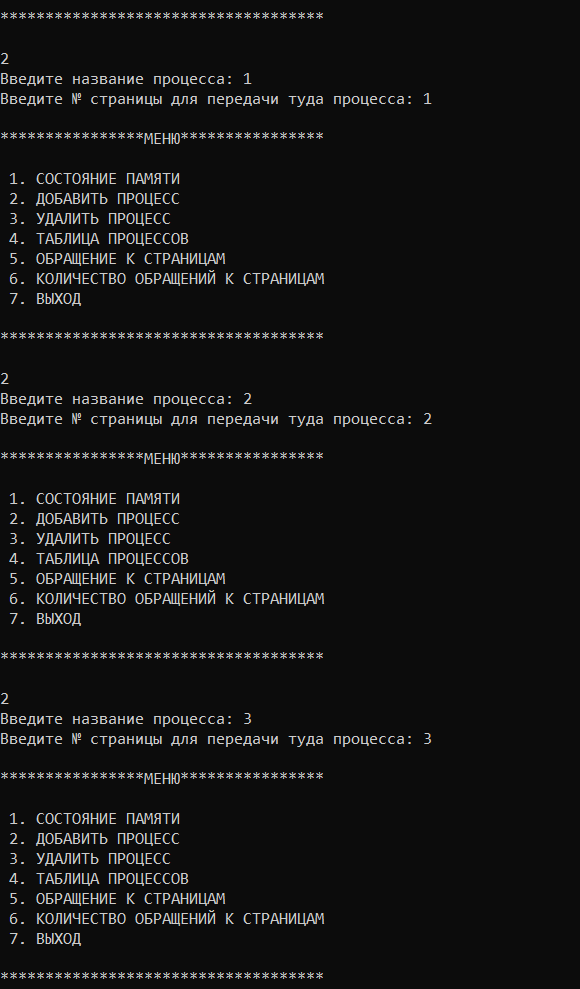 ************************************
2
Введите название процесса: 1
Введите № страницы для передачи туда процесса: 1
****************МЕНЮ****************
1. СОСТОЯНИЕ ПАМЯТИ
2. ДОБАВИТЬ ПРОЦЕСС
3. УДАЛИТЬ ПРОЦЕСС
4. ТАБЛИЦА ПРОЦЕССОВ
5. ОБРАЩЕНИЕ К СТРАНИЦАМ
6. КОЛИЧЕСТВО ОБРАЩЕНИЙ К СТРАНИЦАМ
7. ВЫХОД
************************************
2
Введите название процесса: 2
Введите № страницы для передачи туда процесса: 2
****************МЕНЮ****************
1. СОСТОЯНИЕ ПАМЯТИ
2. ДОБАВИТЬ ПРОЦЕСС
3. УДАЛИТЬ ПРОЦЕСС
4. ТАБЛИЦА ПРОЦЕССОВ
5. ОБРАЩЕНИЕ К СТРАНИЦАМ
6. КОЛИЧЕСТВО ОБРАЩЕНИЙ К СТРАНИЦАМ
7. ВЫХОД
************************************
2
Введите название процесса: 3
Введите № страницы для передачи туда процесса: 3
****************МЕНЮ****************
1. СОСТОЯНИЕ ПАМЯТИ
2. ДОБАВИТЬ ПРОЦЕСС
3. УДАЛИТЬ ПРОЦЕСС
4. ТАБЛИЦА ПРОЦЕССОВ
5. ОБРАЩЕНИЕ К СТРАНИЦАМ
6. КОЛИЧЕСТВО ОБРАЩЕНИЙ К СТРАНИЦАМ
7. ВЫХОД
************************************